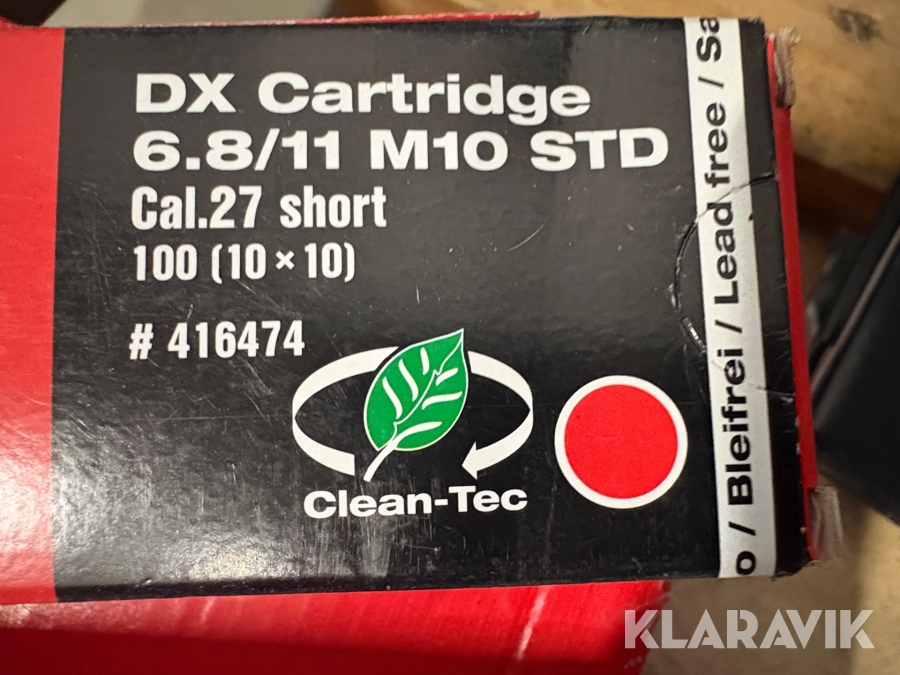 DX Cartridge
6.8/11 M10 STD
Cal.27 short
100 (10 × 10)
# 416474
Clean-Tec
/ Bleifrei / Lead free /
KLARAVIK